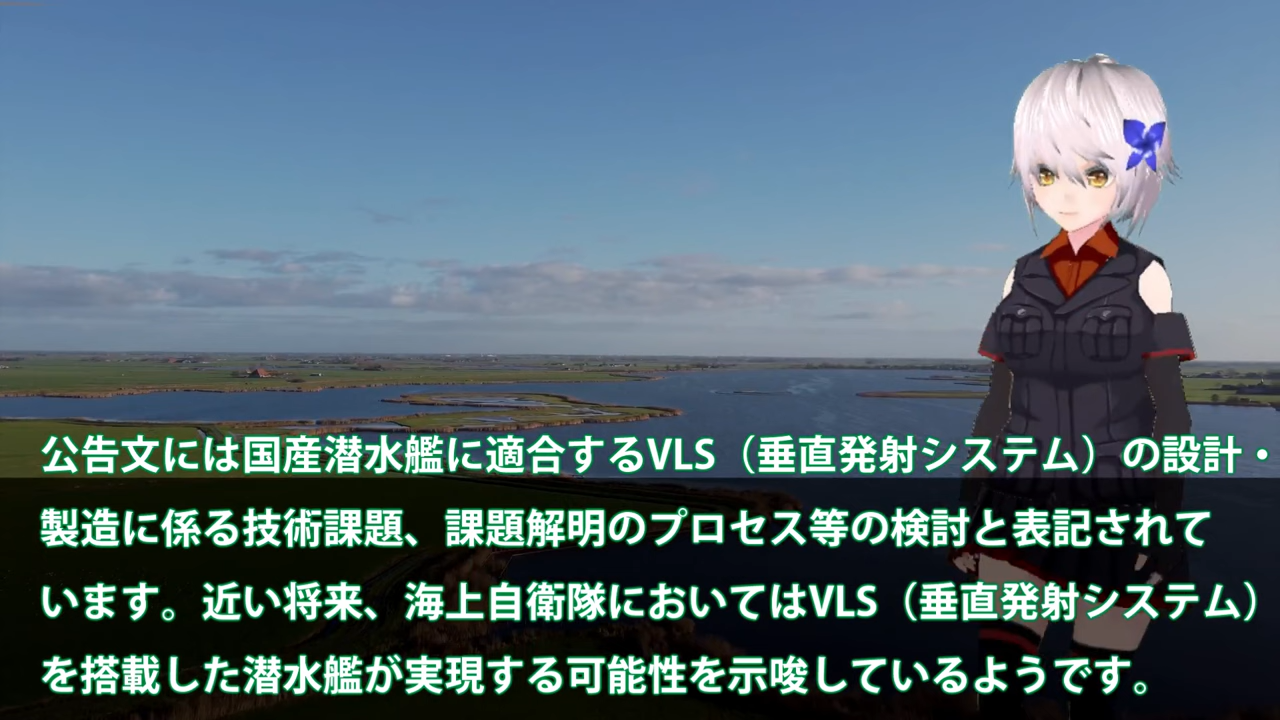 公告文には国産潜水艦に適合するVLS（垂直発射システム）の設計・
製造に係る技術課題、課題解明のプロセス等の検討と表記されて
います。近い将来、海上自衛隊においてはVLS（垂直発射システム）
を搭載した潜水艦が実現する可能性を示唆しているようです。